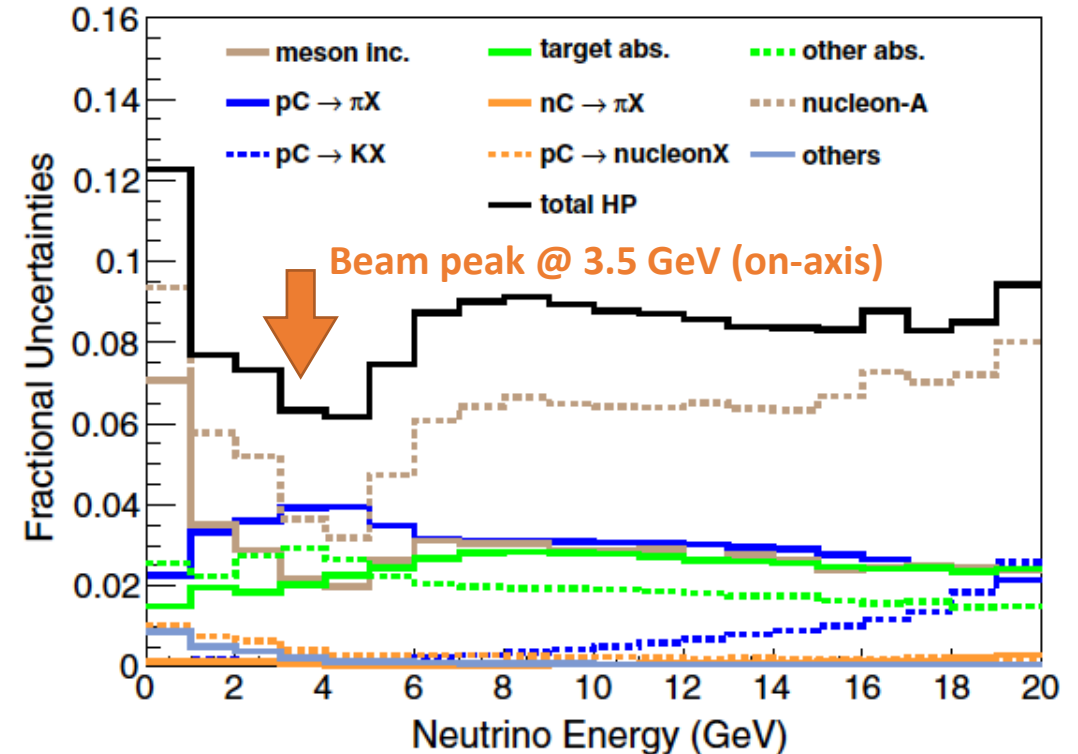 0.16
0.14
0.12
0.1
0.08
0.06
0.04
0.02
0
Fractional Uncertainties
meson inc. target abs. other abs.
pC → πX nC → πX nucleon-A
pC → KX pC → nucleonX others
total HP
Beam peak @ 3.5 GeV (on-axis)
0 2 4 6 8 10 12 14 16 18 20
Neutrino Energy (GeV)